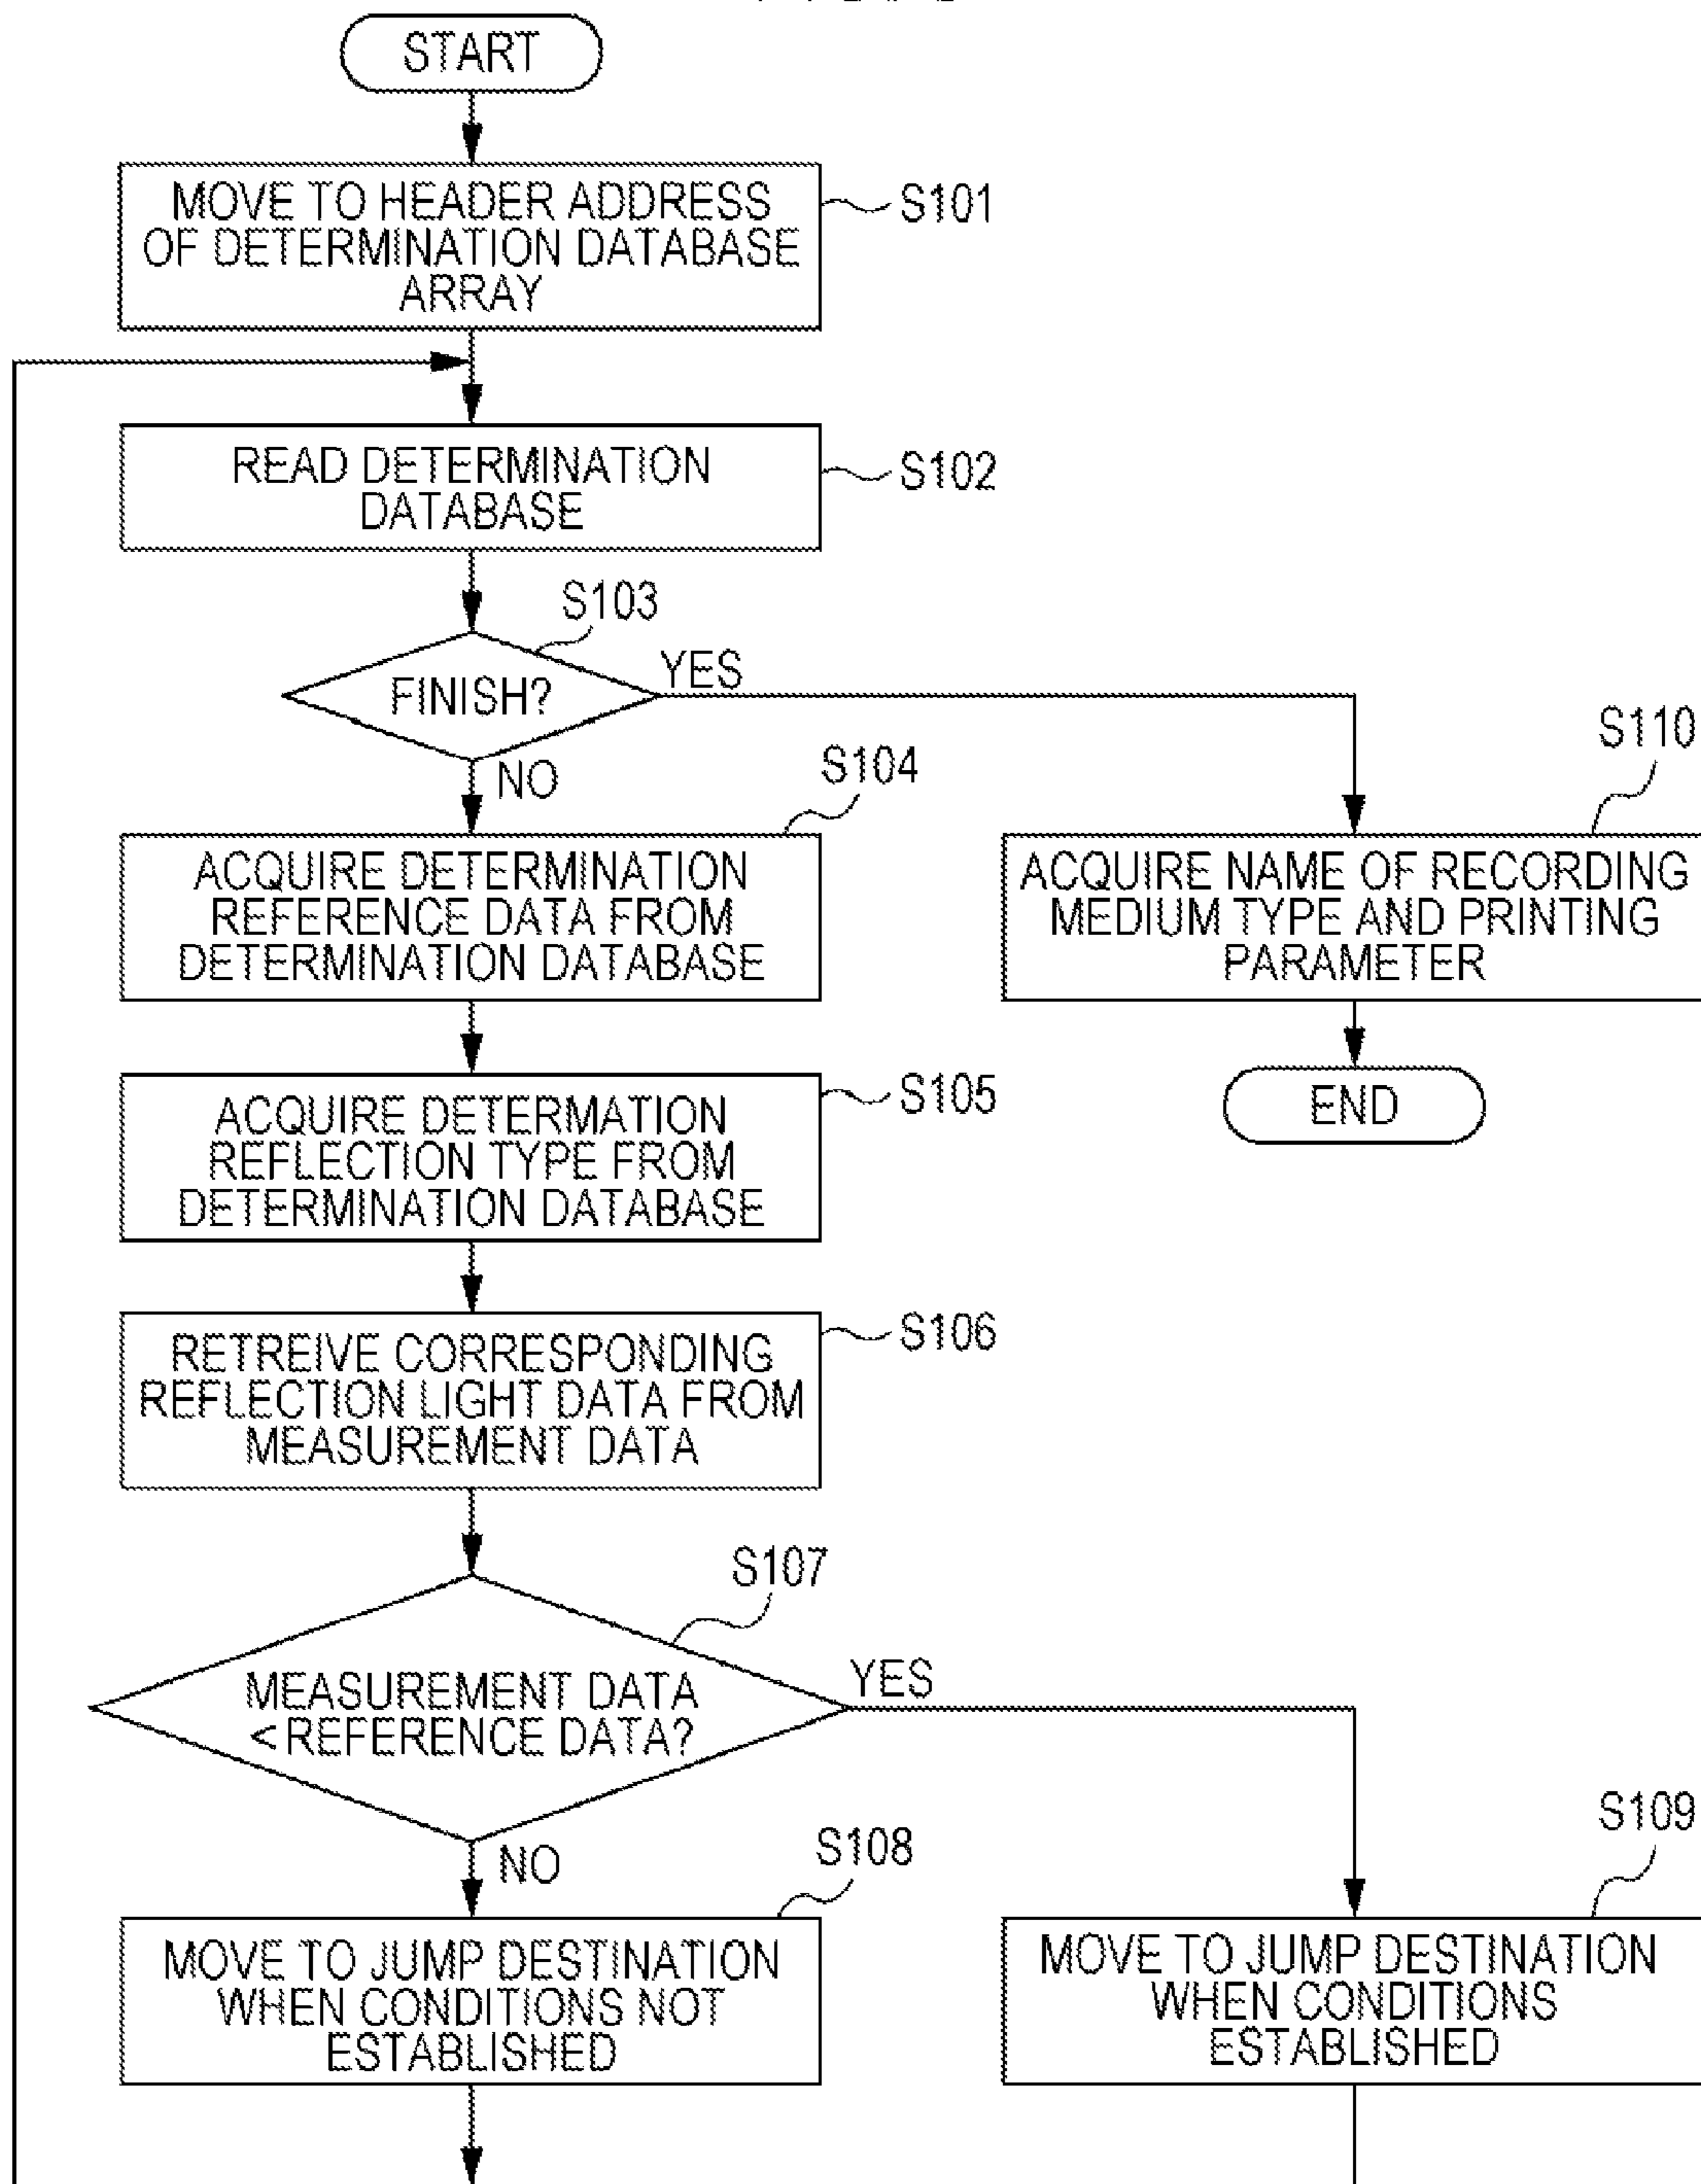 START
MOVE TO HEADER ADDRESS
OF DETERMINATION DATABASE
ARRAY
S101
READ DETERMINATION
DATABASE
S102
S103
FINISH?
YES
NO
S104
ACQUIRE DETERMINATION
REFERENCE DATA FROM
DETERMINATION DATABASE
S110
ACQUIRE NAME OF RECORDING
MEDIUM TYPE AND PRINTING
PARAMETER
END
ACQUIRE DETERMATION
REFLECTION TYPE FROM
DETERMINATION DATABASE
S105
RETREIVE CORRESPONDING
REFLECTION LIGHT DATA FROM
MEASUREMENT DATA
S106
S107
MEASUREMENT DATA
< REFERENCE DATA?
YES
NO
S108
MOVE TO JUMP DESTINATION
WHEN CONDITIONS NOT
ESTABLISHED
S109
MOVE TO JUMP DESTINATION
WHEN CONDITIONS
ESTABLISHED